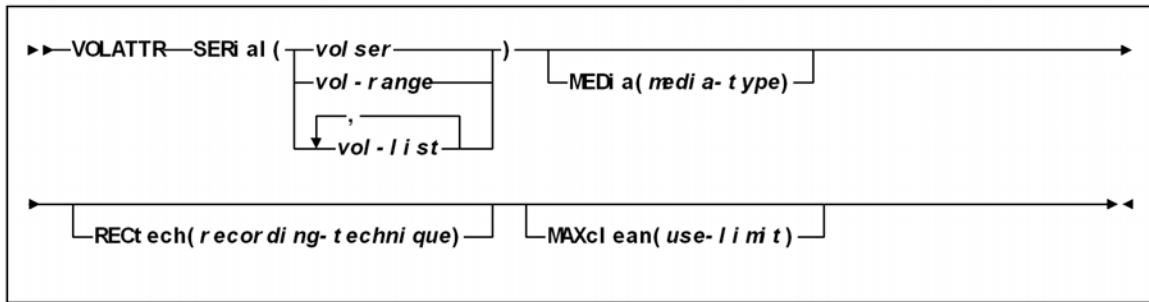 VOLATTR SERial( volser )
vol-range
,
vol-list
MEDia(media-type)
RECtech(recording-technique)
MAXclean(use-limit)